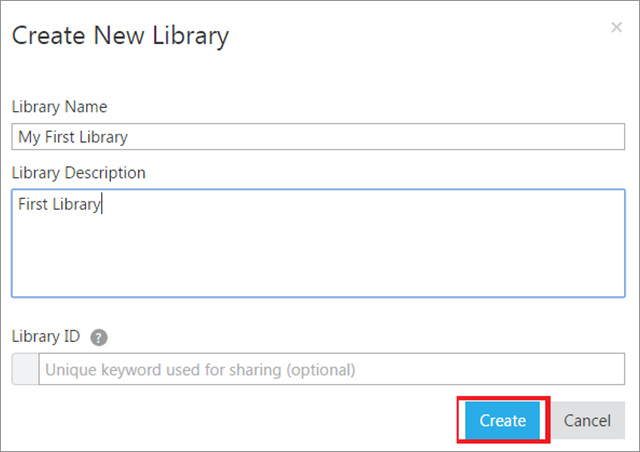 Create New Library
×
Library Name
My First Library
Library Description
First Library
Library ID ?
Unique keyword used for sharing (optional)
Create Cancel